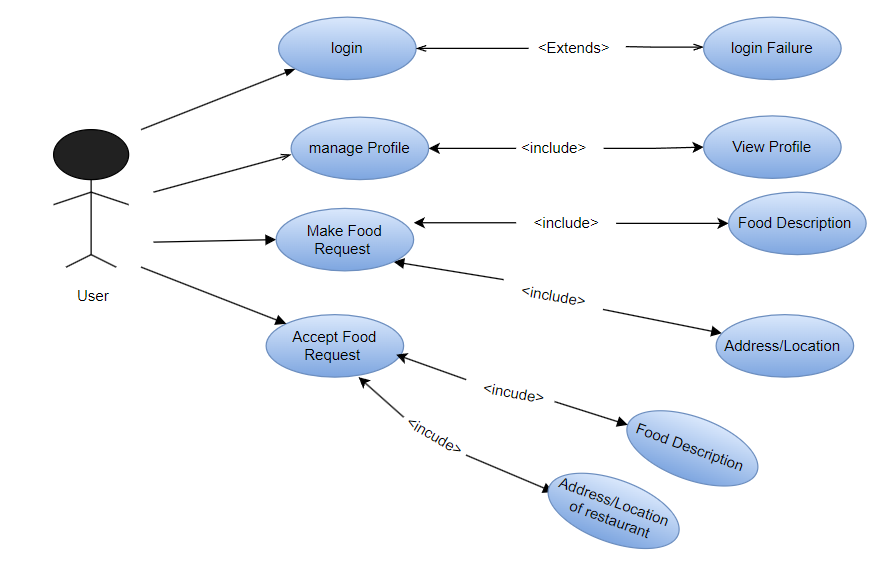 login
<Extends>
login Failure
manage Profile
<include>
View Profile
Make Food
Request
<include>
Food Description
<include>
Address/Location
User
Accept Food
Request
<incude>
Food Description
<incude>
Address/Location
of restaurant